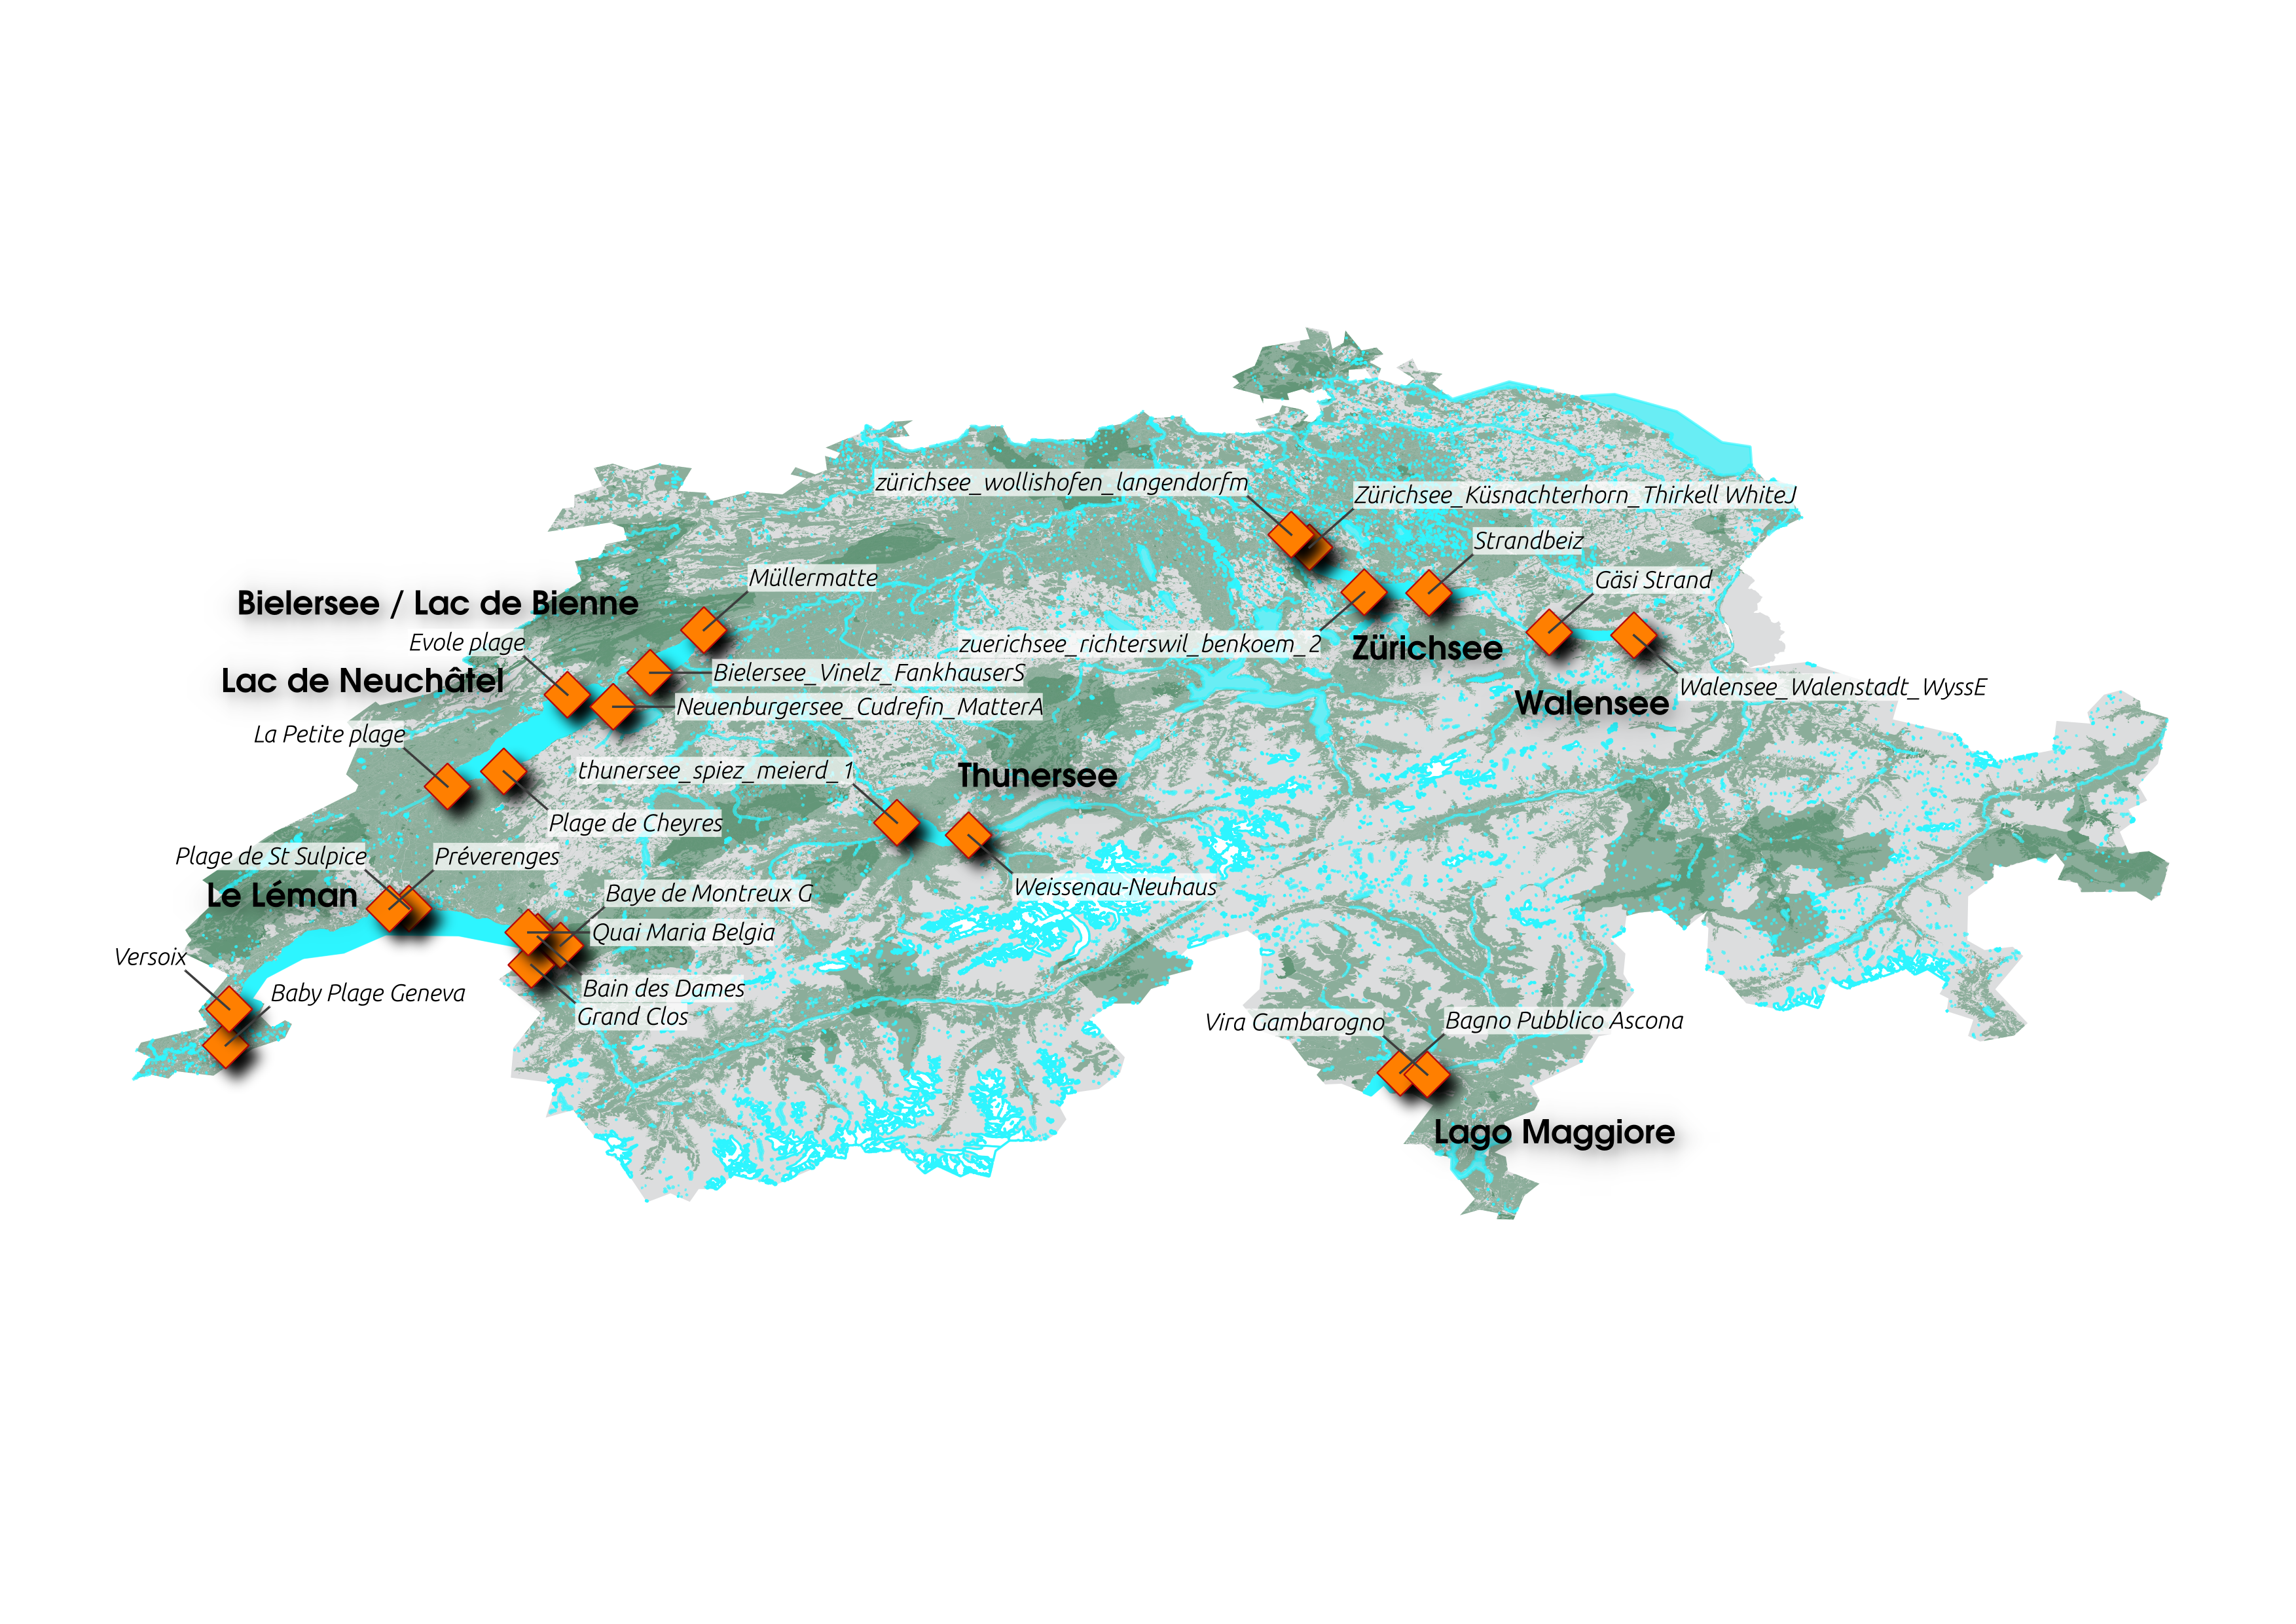 zürichsee_wollishofen_langendorfm
Zürichsee_Küsnachterhorn_Thirkell WhiteJ
Strandbeiz
Müllermatte
Gäsi Strand
Bielersee / Lac de Bienne
Evole plage
zuerichsee_richterswil_benkoem_2
Zürichsee
Bielersee_Vinelz_FankhauserS
Lac de Neuchâtel
Walensee_Walenstadt_WyssE
Walensee
Neuenburgersee_Cudrefin_MatterA
La Petite plage
thunersee_spiez_meierd_1
Thunersee
Plage de Cheyres
Plage de St Sulpice
Préverenges
Le Léman
Baye de Montreux G
Weissenau-Neuhaus
Quai Maria Belgia
Versoix
Baby Plage Geneva
Bain des Dames
Grand Clos
Vira Gambarogno
Bagno Pubblico Ascona
Lago Maggiore